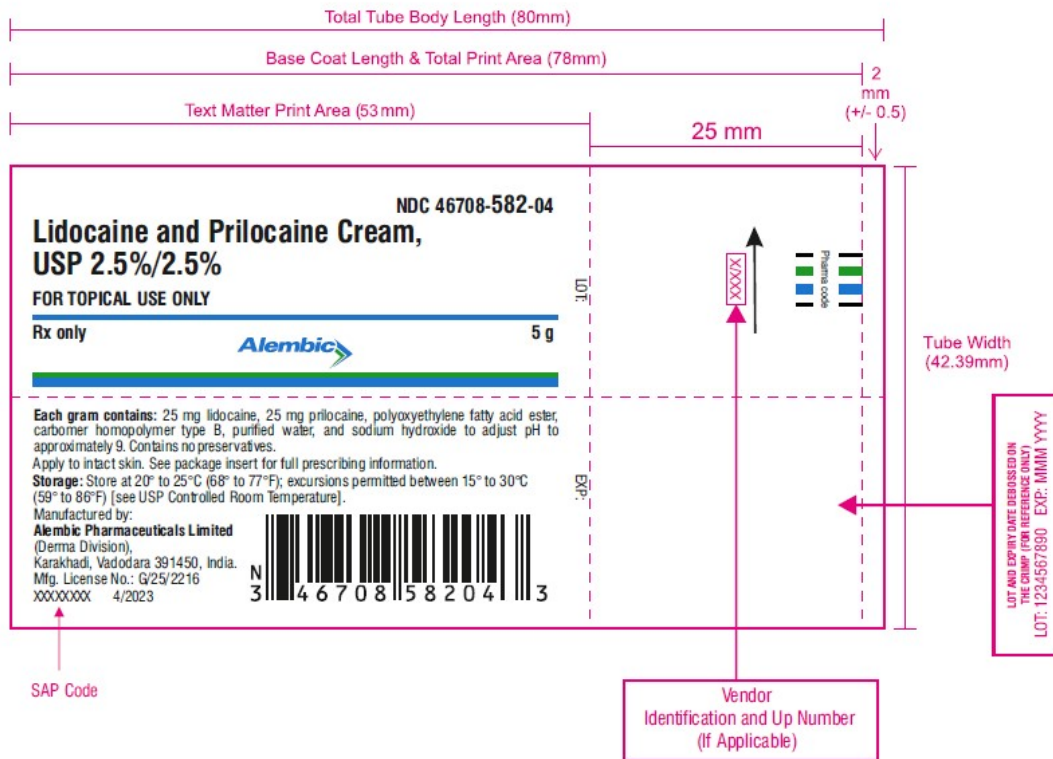 Total Tube Body Length (80mm)
Base Coat Length & Total Print Area (78mm)
2
mm
(+/- 0.5)
Text Matter Print Area (53mm)
25 mm
NDC 46708-582-04
Lidocaine and Prilocaine Cream,
USP 2.5%/2.5%
FOR TOPICAL USE ONLY
Rx only
Alembic
5 g
LOT:
X/XXX
Pharma code
Tube Width
(42.39mm)
Each gram contains: 25 mg lidocaine, 25 mg prilocaine, polyoxyethylene fatty acid ester,
carbomer homopolymer type B, purified water, and sodium hydroxide to adjust pH to
approximately 9. Contains no preservatives.
Apply to intact skin. See package insert for full prescribing information.
Storage: Store at 20° to 25°C (68° to 77°F); excursions permitted between 15° to 30°C
(59° to 86°F) [see USP Controlled Room Temperature].
Manufactured by:
Alembic Pharmaceuticals Limited
(Derma Division),
Karakhadi, Vadodara 391450, India.
Mfg. License No.: G/25/2216
XXXXXXXX 4/2023
N
3 46708 58204 3
EXP:
LOT AND EXPIRY DATE DEBOSSED ON
THE CRIMP (FOR REFERENCE ONLY)
LOT: 1234567890 EXP.: MMM YYYY
SAP Code
Vendor
Identification and Up Number
(If Applicable)